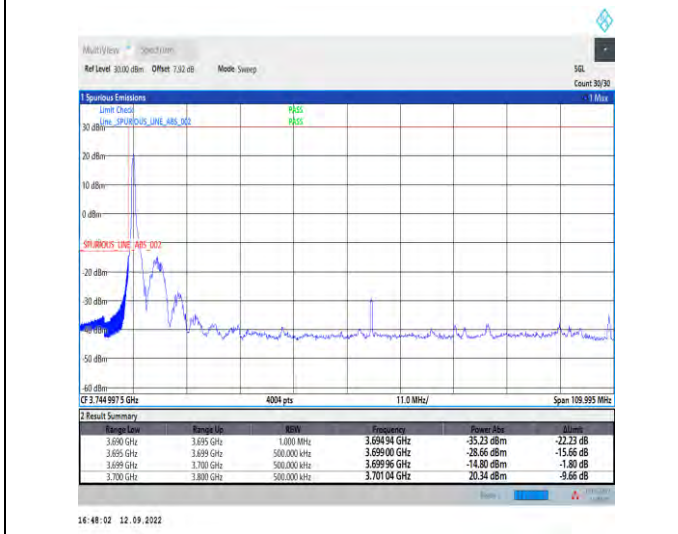 MultiView Spectrum
Ref Level 30.00 dBm Offset 7.92 dB Mode Sweep SGL
Count 30/30
1 Spurious Emissions 1 Max
Limit Check PASS
Line _SPURIOUS_LINE_ABS_002 PASS
30 dBm
20 dBm
10 dBm
0 dBm
_SPURIOUS_LINE_ABS_002
-20 dBm
-30 dBm
-40 dBm
-50 dBm
-60 dBm
CF 3.744 997 5 GHz 4004 pts 11.0 MHz/ Span 109.995 MHz
2 Result Summary
Range Low Range Up RBW Frequency Power Abs ΔLimit
3.690 GHz 3.695 GHz 1.000 MHz 3.694 94 GHz -35.23 dBm -22.23 dB
3.695 GHz 3.699 GHz 500.000 kHz 3.699 00 GHz -28.66 dBm -15.66 dB
3.699 GHz 3.700 GHz 500.000 kHz 3.699 96 GHz -14.80 dBm -1.80 dB
3.700 GHz 3.800 GHz 500.000 kHz 3.701 04 GHz 20.34 dBm -9.66 dB
16:48:02 12.09.2022